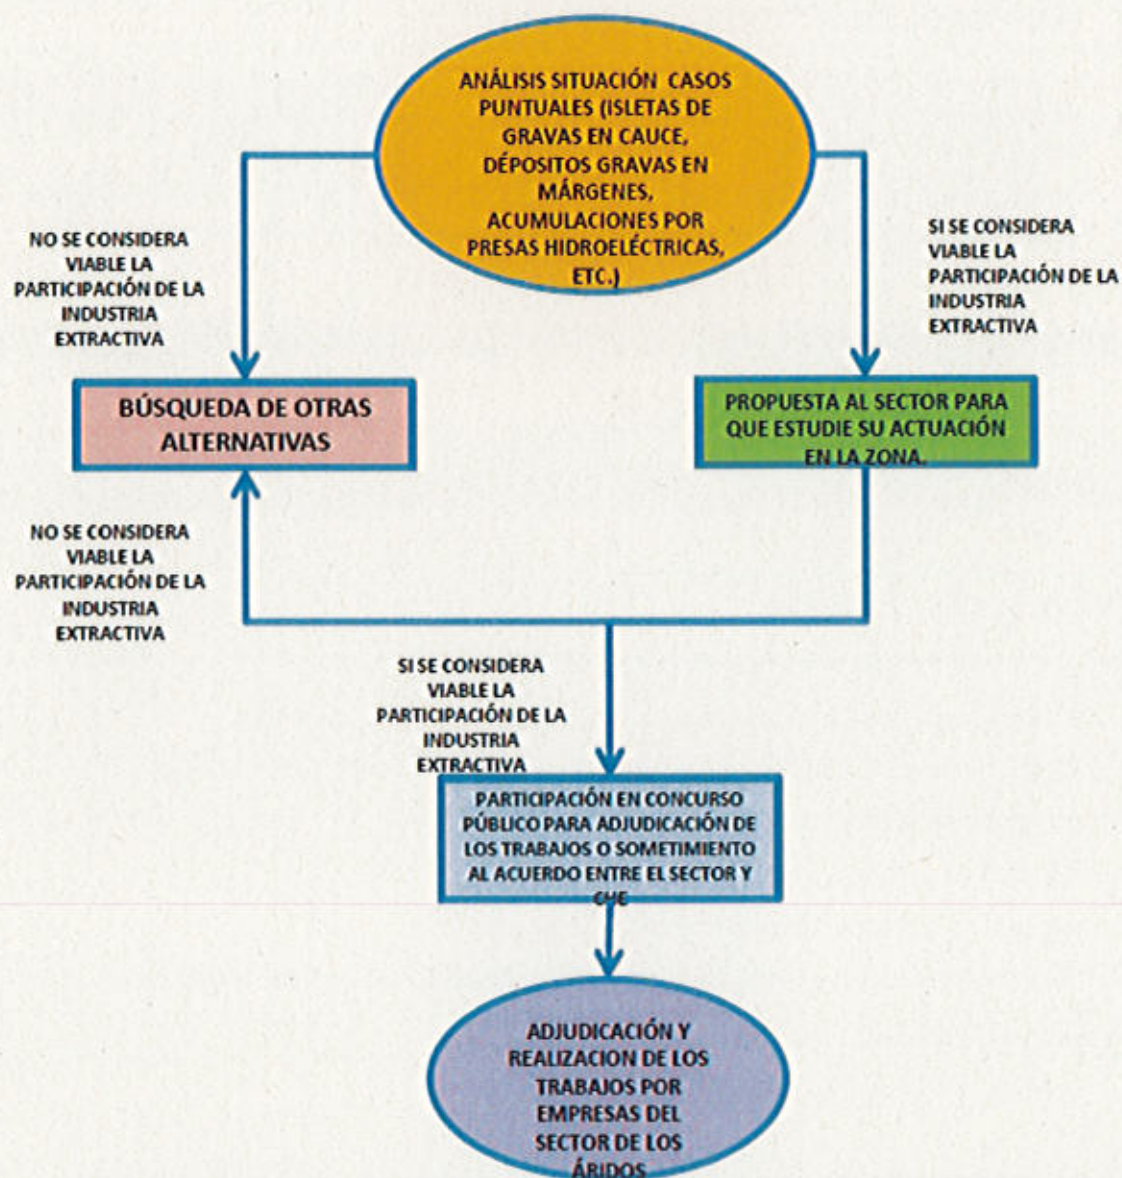 ANÁLISIS SITUACIÓN CASOS
PUNTUALES (ISLETAS DE
GRAVAS EN CAUCE,
DÉPOSITOS GRAVAS EN
MÁRGENES,
ACUMULACIONES POR
PRESAS HIDROELÉCTRICAS,
ETC.)
NO SE CONSIDERA
VIABLE LA
PARTICIPACIÓN DE LA
INDUSTRIA
EXTRACTIVA
SI SE CONSIDERA
VIABLE LA
PARTICIPACIÓN DE LA
INDUSTRIA
EXTRACTIVA
BÚSQUEDA DE OTRAS
ALTERNATIVAS
PROPUESTA AL SECTOR PARA
QUE ESTUDIE SU ACTUACIÓN
EN LA ZONA.
NO SE CONSIDERA
VIABLE LA
PARTICIPACIÓN DE LA
INDUSTRIA
EXTRACTIVA
SI SE CONSIDERA
VIABLE LA
PARTICIPACIÓN DE LA
INDUSTRIA
EXTRACTIVA
PARTICIPACIÓN EN CONCURSO
PÚBLICO PARA ADJUDICACIÓN DE
LOS TRABAJOS O SOMETIMIENTO
AL ACUERDO ENTRE EL SECTOR Y
CHE
ADJUDICACIÓN Y
REALIZACION DE LOS
TRABAJOS POR
EMPRESAS DEL
SECTOR DE LOS
ÁRIDOS